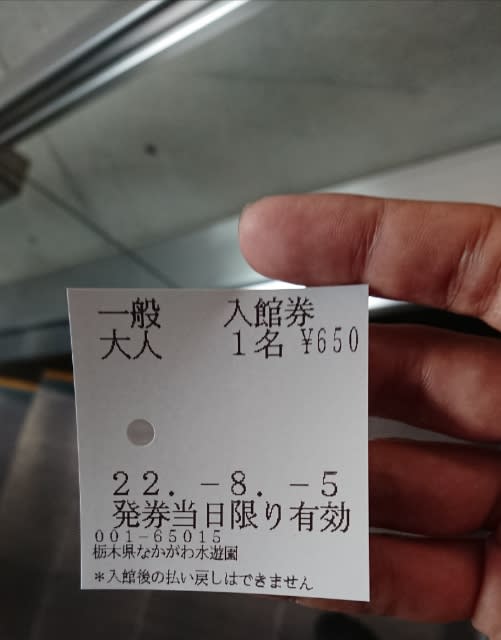 一般 入館券
大人 1名 ¥650
22.-8.-5
発券当日限り有効
001-65015
栃木県なかがわ水遊園
*入館後の払い戻しはできません